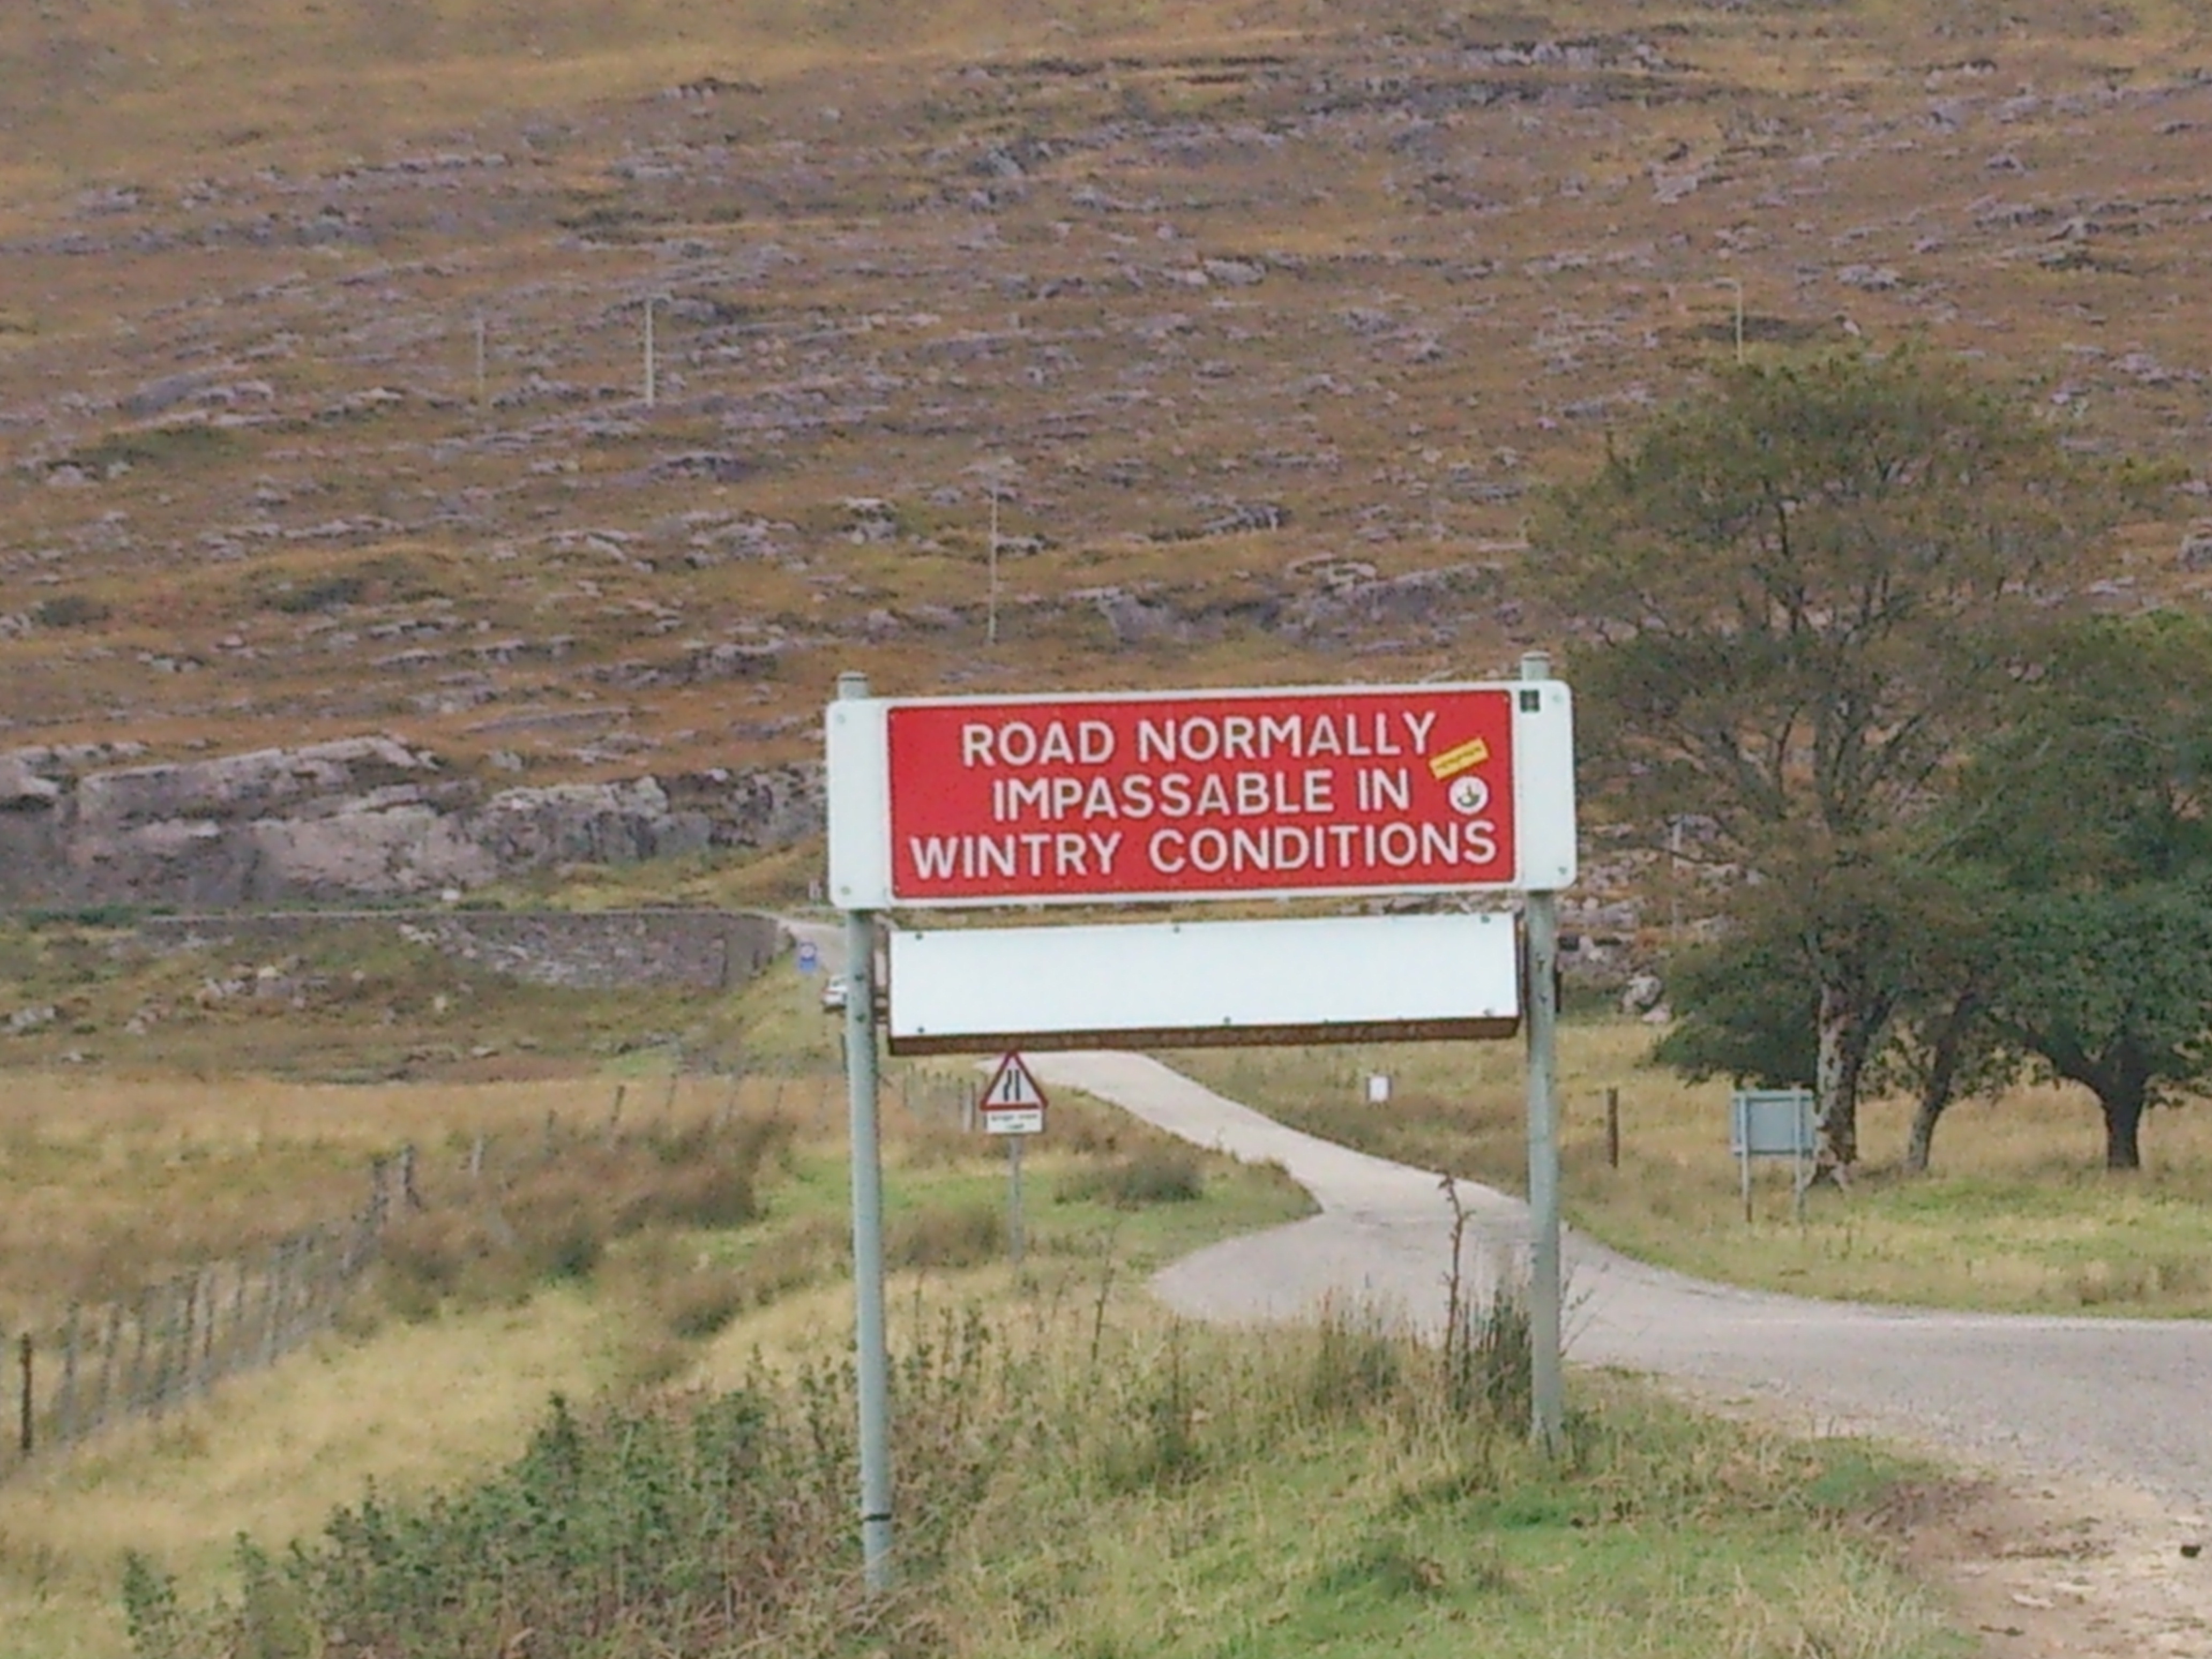 ROAD NORMALLY
IMPASSABLE IN
WINTRY CONDITIONS